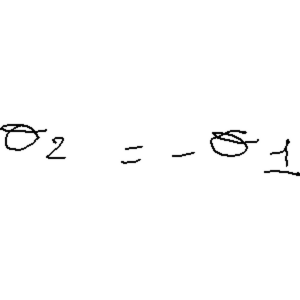 σ₂ = -σ₁